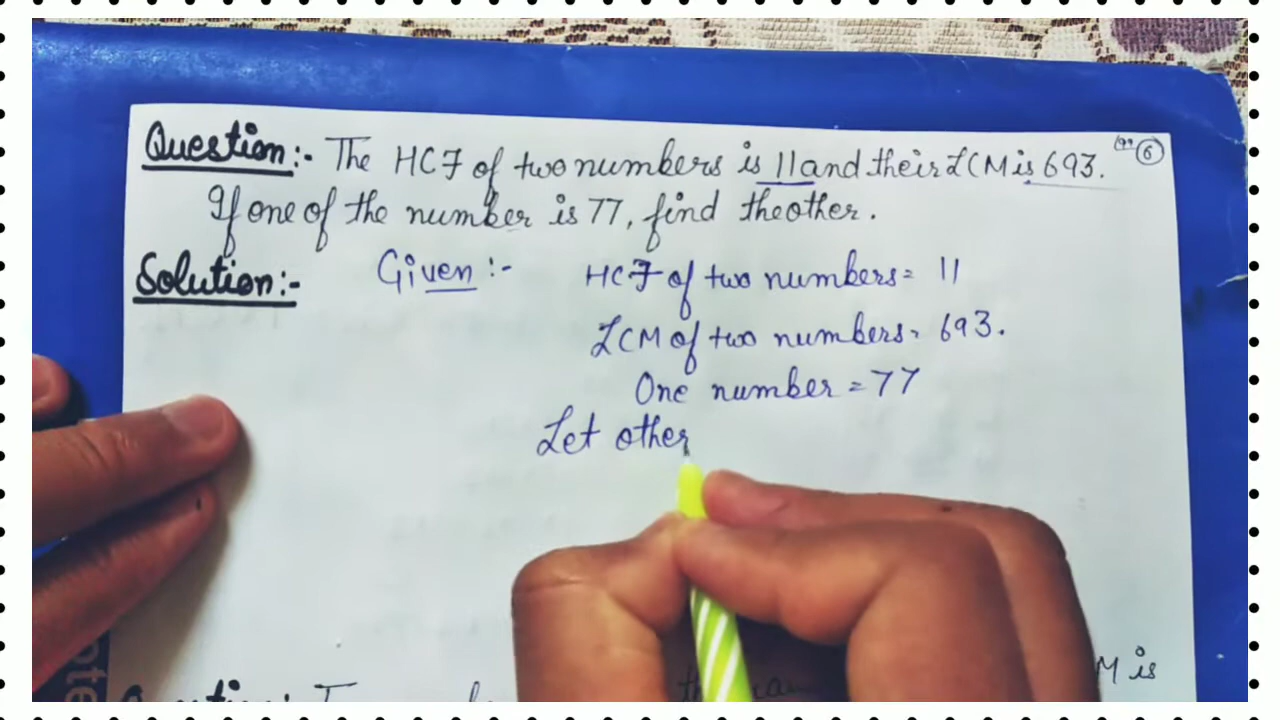 Question:- The HCF of two numbers is 11 and their LCM is 693.
If one of the number is 77, find the other.
Solution:- Given :- HCF of two numbers = 11
LCM of two numbers = 693.
One number = 77
Let other
M is
Question: T